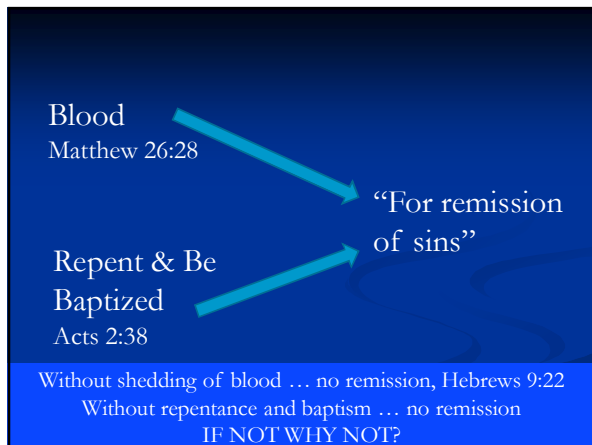 Blood
Matthew 26:28
“For remission
of sins”
Repent & Be
Baptized
Acts 2:38
Without shedding of blood … no remission, Hebrews 9:22
Without repentance and baptism … no remission
IF NOT WHY NOT?